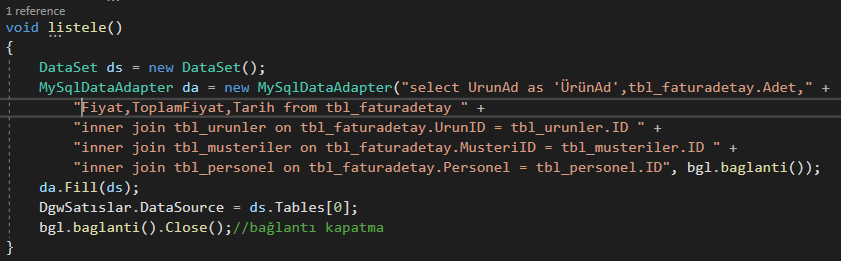 1 reference
void listele()
{
DataSet ds = new DataSet();
MySqlDataAdapter da = new MySqlDataAdapter("select UrunAd as 'ÜrünAd',tbl_faturadetay.Adet," +
"Fiyat,ToplamFiyat,Tarih from tbl_faturadetay " +
"inner join tbl_urunler on tbl_faturadetay.UrunID = tbl_urunler.ID " +
"inner join tbl_musteriler on tbl_faturadetay.MusteriID = tbl_musteriler.ID " +
"inner join tbl_personel on tbl_faturadetay.Personel = tbl_personel.ID", bgl.baglanti());
da.Fill(ds);
DgwSatıslar.DataSource = ds.Tables[0];
bgl.baglanti().Close();//bağlantı kapatma
}